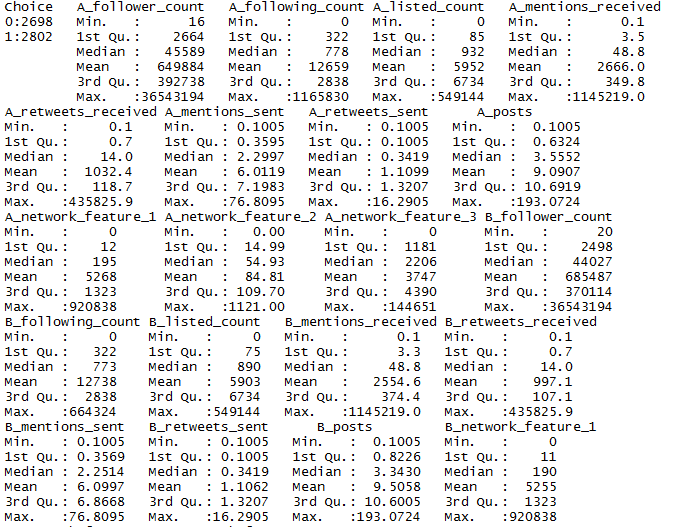 Choice A_follower_count A_following_count A_listed_count A_mentions_received
0:2698 Min. : 16 Min. : 0 Min. : 0 Min. : 0.1
1:2802 1st Qu.: 2664 1st Qu.: 322 1st Qu.: 85 1st Qu.: 3.5
Median : 45589 Median : 778 Median : 932 Median : 48.8
Mean : 649884 Mean : 12659 Mean : 5952 Mean : 2666.0
3rd Qu.: 392738 3rd Qu.: 2838 3rd Qu.: 6734 3rd Qu.: 349.8
Max. :36543194 Max. :1165830 Max. :549144 Max. :1145219.0
A_retweets_received A_mentions_sent A_retweets_sent A_posts
Min. : 0.1 Min. : 0.1005 Min. : 0.1005 Min. : 0.1005
1st Qu.: 0.7 1st Qu.: 0.3595 1st Qu.: 0.1005 1st Qu.: 0.6324
Median : 14.0 Median : 2.2997 Median : 0.3419 Median : 3.5552
Mean : 1032.4 Mean : 6.0119 Mean : 1.1099 Mean : 9.0907
3rd Qu.: 118.7 3rd Qu.: 7.1983 3rd Qu.: 1.3207 3rd Qu.: 10.6919
Max. :435825.9 Max. :76.8095 Max. :16.2905 Max. :193.0724
A_network_feature_1 A_network_feature_2 A_network_feature_3 B_follower_count
Min. : 0 Min. : 0.00 Min. : 0 Min. : 20
1st Qu.: 12 1st Qu.: 14.99 1st Qu.: 1181 1st Qu.: 2498
Median : 195 Median : 54.93 Median : 2206 Median : 44027
Mean : 5268 Mean : 84.81 Mean : 3747 Mean : 685487
3rd Qu.: 1323 3rd Qu.: 109.70 3rd Qu.: 4390 3rd Qu.: 370114
Max. :920838 Max. :1121.00 Max. :144651 Max. :36543194
B_following_count B_listed_count B_mentions_received B_retweets_received
Min. : 0 Min. : 0 Min. : 0.1 Min. : 0.1
1st Qu.: 322 1st Qu.: 75 1st Qu.: 3.3 1st Qu.: 0.7
Median : 773 Median : 890 Median : 48.8 Median : 14.0
Mean : 12738 Mean : 5903 Mean : 2554.6 Mean : 997.1
3rd Qu.: 2838 3rd Qu.: 6734 3rd Qu.: 374.4 3rd Qu.: 107.1
Max. :664324 Max. :549144 Max. :1145219.0 Max. :435825.9
B_mentions_sent B_retweets_sent B_posts B_network_feature_1
Min. : 0.1005 Min. : 0.1005 Min. : 0.1005 Min. : 0
1st Qu.: 0.3569 1st Qu.: 0.1005 1st Qu.: 0.8226 1st Qu.: 11
Median : 2.2514 Median : 0.3419 Median : 3.3430 Median : 190
Mean : 6.0997 Mean : 1.1062 Mean : 9.5058 Mean : 5255
3rd Qu.: 6.8668 3rd Qu.: 1.3207 3rd Qu.: 10.6005 3rd Qu.: 1323
Max. :76.8095 Max. :16.2905 Max. :193.0724 Max. :920838